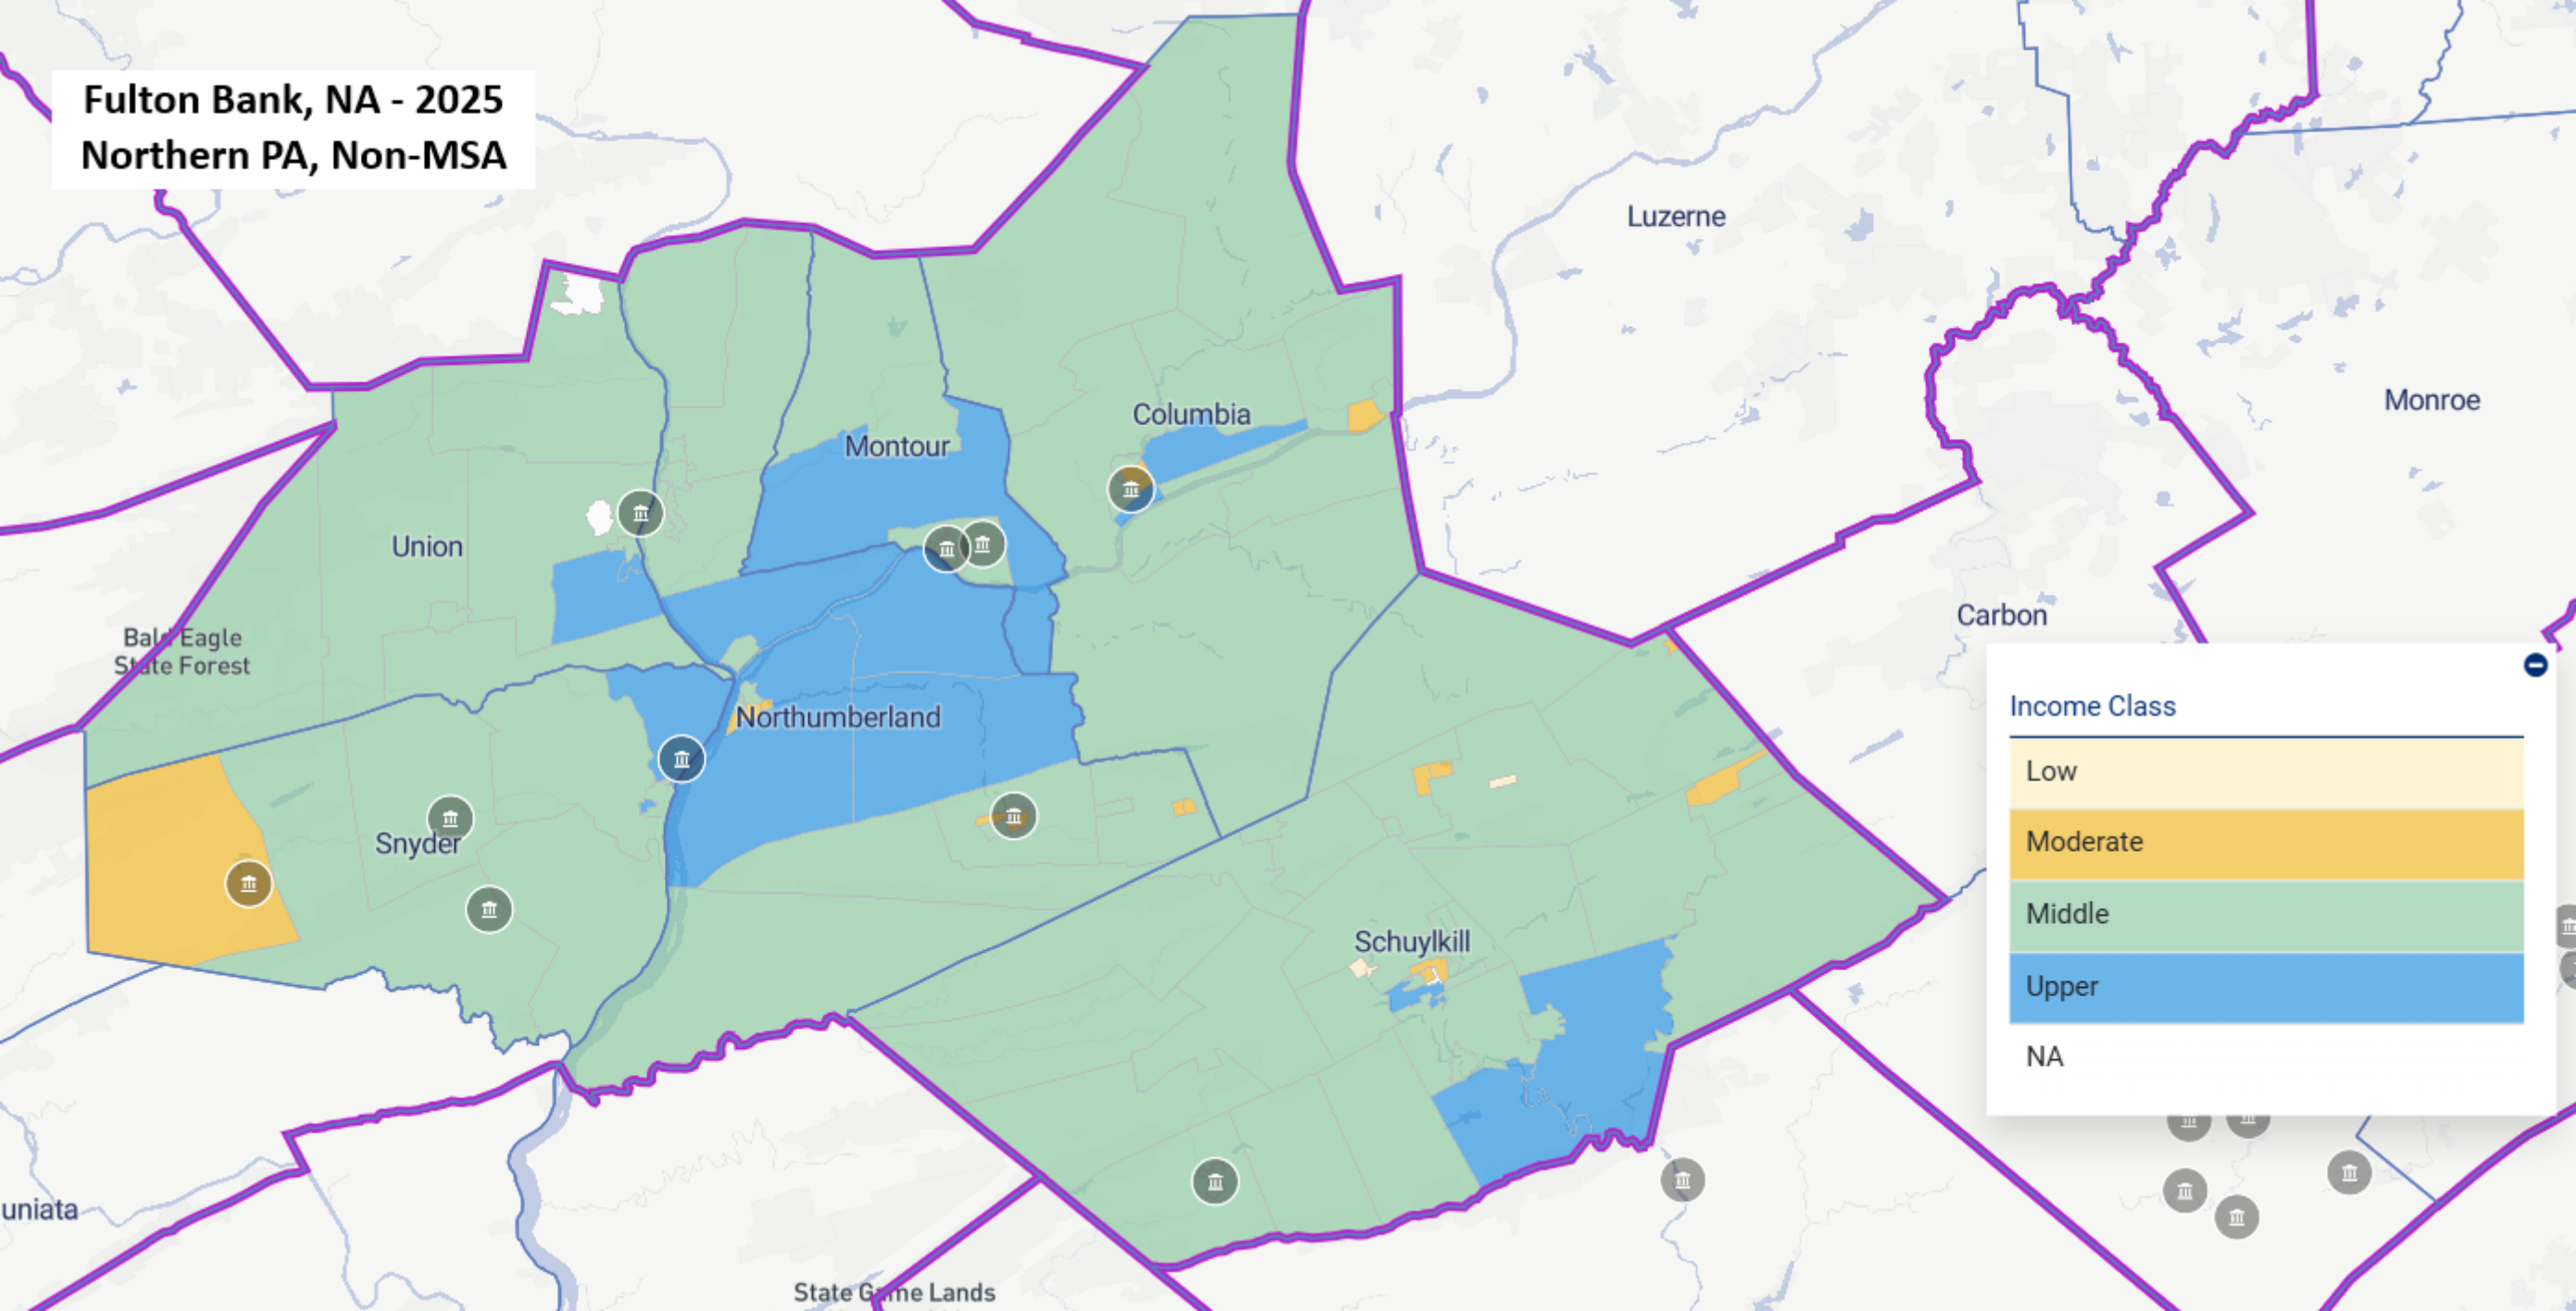 Fulton Bank, NA - 2025
Northern PA, Non-MSA
Luzerne
Monroe
Columbia
Montour
Union
Carbon
Bald Eagle
State Forest
Northumberland
Snyder
Schuylkill
uniata
State Game Lands
Income Class
Low
Moderate
Middle
Upper
NA